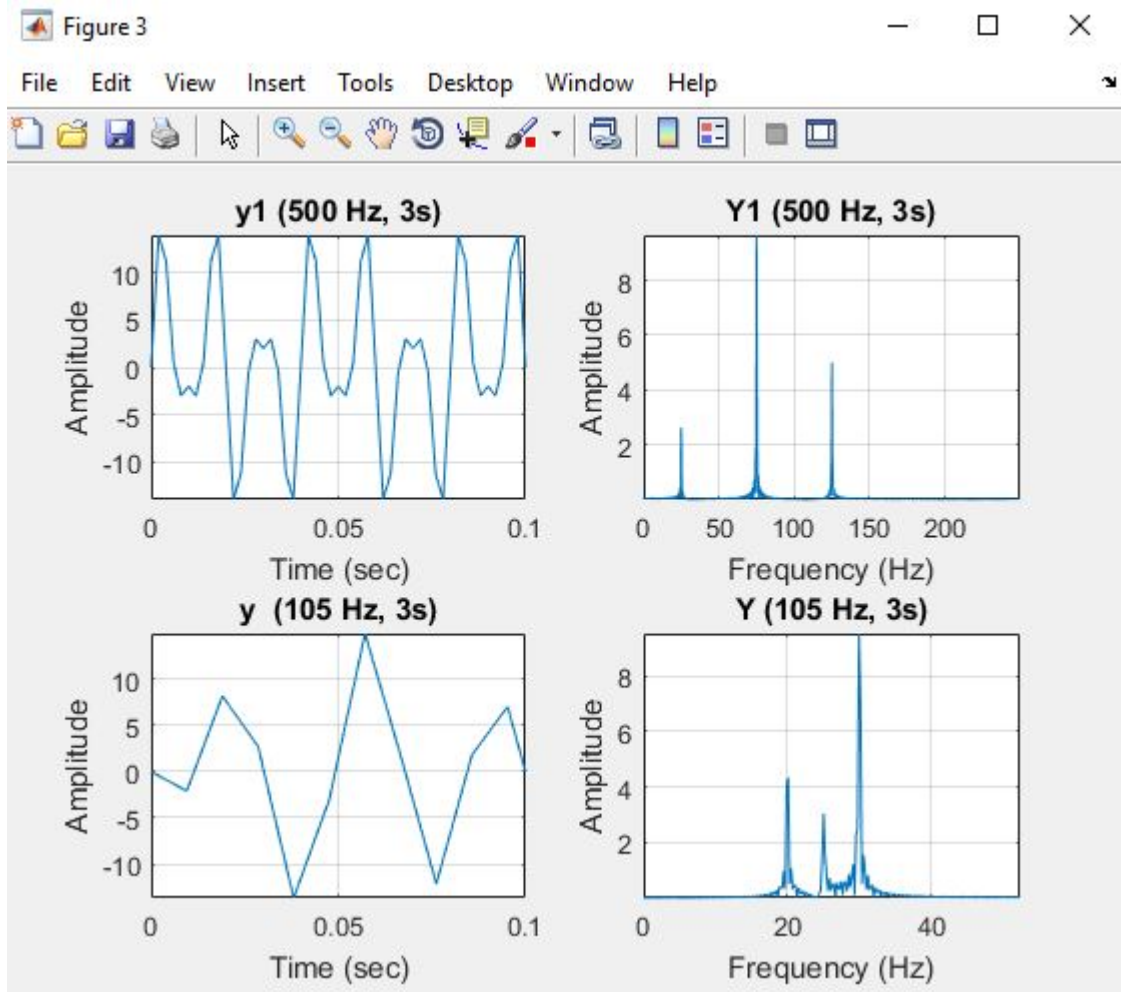 Figure 3
File Edit View Insert Tools Desktop Window Help
y1 (500 Hz, 3s)
Amplitude
10
5
0
-5
-10
0 0.05 0.1
Time (sec)
Y1 (500 Hz, 3s)
Amplitude
8
6
4
2
0 50 100 150 200
Frequency (Hz)
y (105 Hz, 3s)
Amplitude
10
5
0
-5
-10
0 0.05 0.1
Time (sec)
Y (105 Hz, 3s)
Amplitude
8
6
4
2
0 20 40
Frequency (Hz)